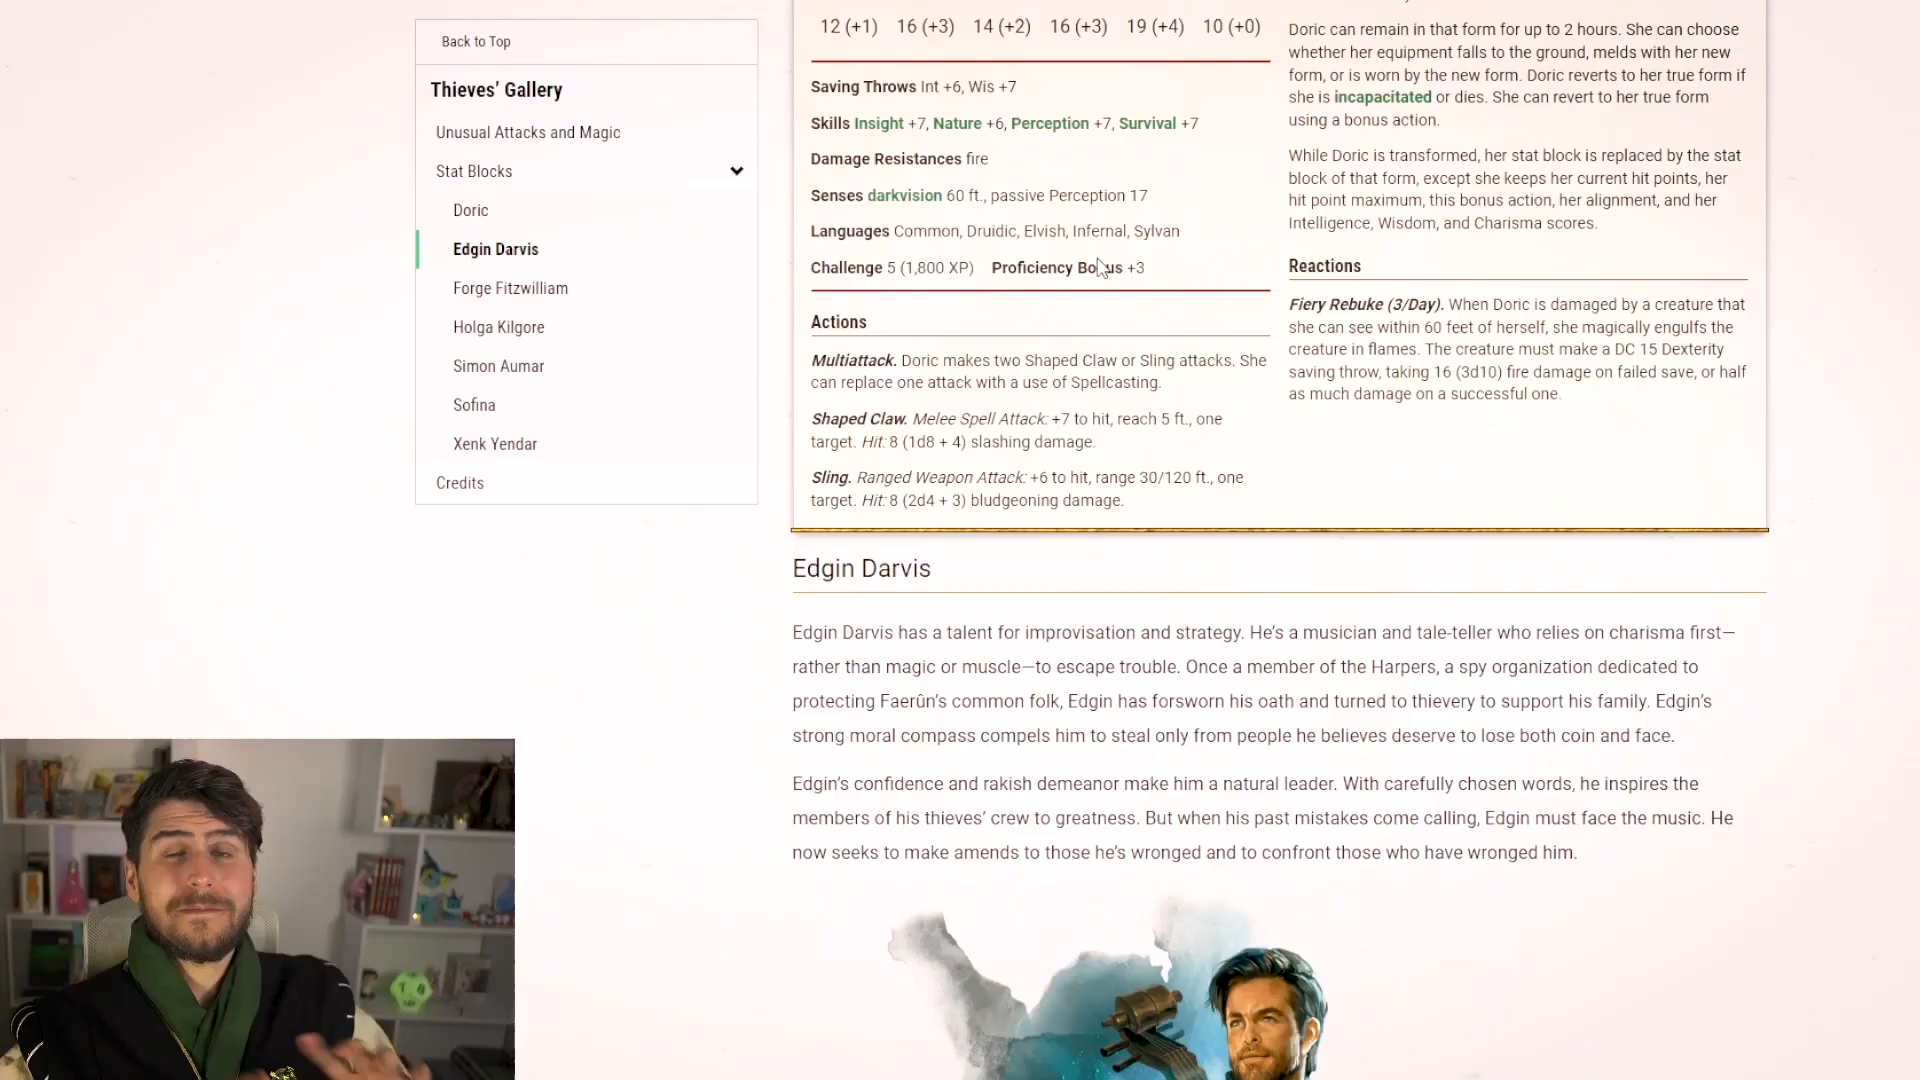 Back to Top
Thieves’ Gallery
Unusual Attacks and Magic
Stat Blocks
Doric
Edgin Darvis
Forge Fitzwilliam
Holga Kilgore
Simon Aumar
Sofina
Xenk Yendar
Credits
12 (+1) 16 (+3) 14 (+2) 16 (+3) 19 (+4) 10 (+0)
Saving Throws Int +6, Wis +7
Skills Insight +7, Nature +6, Perception +7, Survival +7
Damage Resistances fire
Senses darkvision 60 ft., passive Perception 17
Languages Common, Druidic, Elvish, Infernal, Sylvan
Challenge 5 (1,800 XP) Proficiency Bonus +3
Actions
Multiattack. Doric makes two Shaped Claw or Sling attacks. She
can replace one attack with a use of Spellcasting.
Shaped Claw. Melee Spell Attack: +7 to hit, reach 5 ft., one
target. Hit: 8 (1d8 + 4) slashing damage.
Sling. Ranged Weapon Attack: +6 to hit, range 30/120 ft., one
target. Hit: 8 (2d4 + 3) bludgeoning damage.
Doric can remain in that form for up to 2 hours. She can choose
whether her equipment falls to the ground, melds with her new
form, or is worn by the new form. Doric reverts to her true form if
she is incapacitated or dies. She can revert to her true form
using a bonus action.
While Doric is transformed, her stat block is replaced by the stat
block of that form, except she keeps her current hit points, her
hit point maximum, this bonus action, her alignment, and her
Intelligence, Wisdom, and Charisma scores.
Reactions
Fiery Rebuke (3/Day). When Doric is damaged by a creature that
she can see within 60 feet of herself, she magically engulfs the
creature in flames. The creature must make a DC 15 Dexterity
saving throw, taking 16 (3d10) fire damage on failed save, or half
as much damage on a successful one.
Edgin Darvis
Edgin Darvis has a talent for improvisation and strategy. He’s a musician and tale-teller who relies on charisma first—
rather than magic or muscle—to escape trouble. Once a member of the Harpers, a spy organization dedicated to
protecting Faerûn’s common folk, Edgin has forsworn his oath and turned to thievery to support his family. Edgin’s
strong moral compass compels him to steal only from people he believes deserve to lose both coin and face.
Edgin’s confidence and rakish demeanor make him a natural leader. With carefully chosen words, he inspires the
members of his thieves’ crew to greatness. But when his past mistakes come calling, Edgin must face the music. He
now seeks to make amends to those he’s wronged and to confront those who have wronged him.